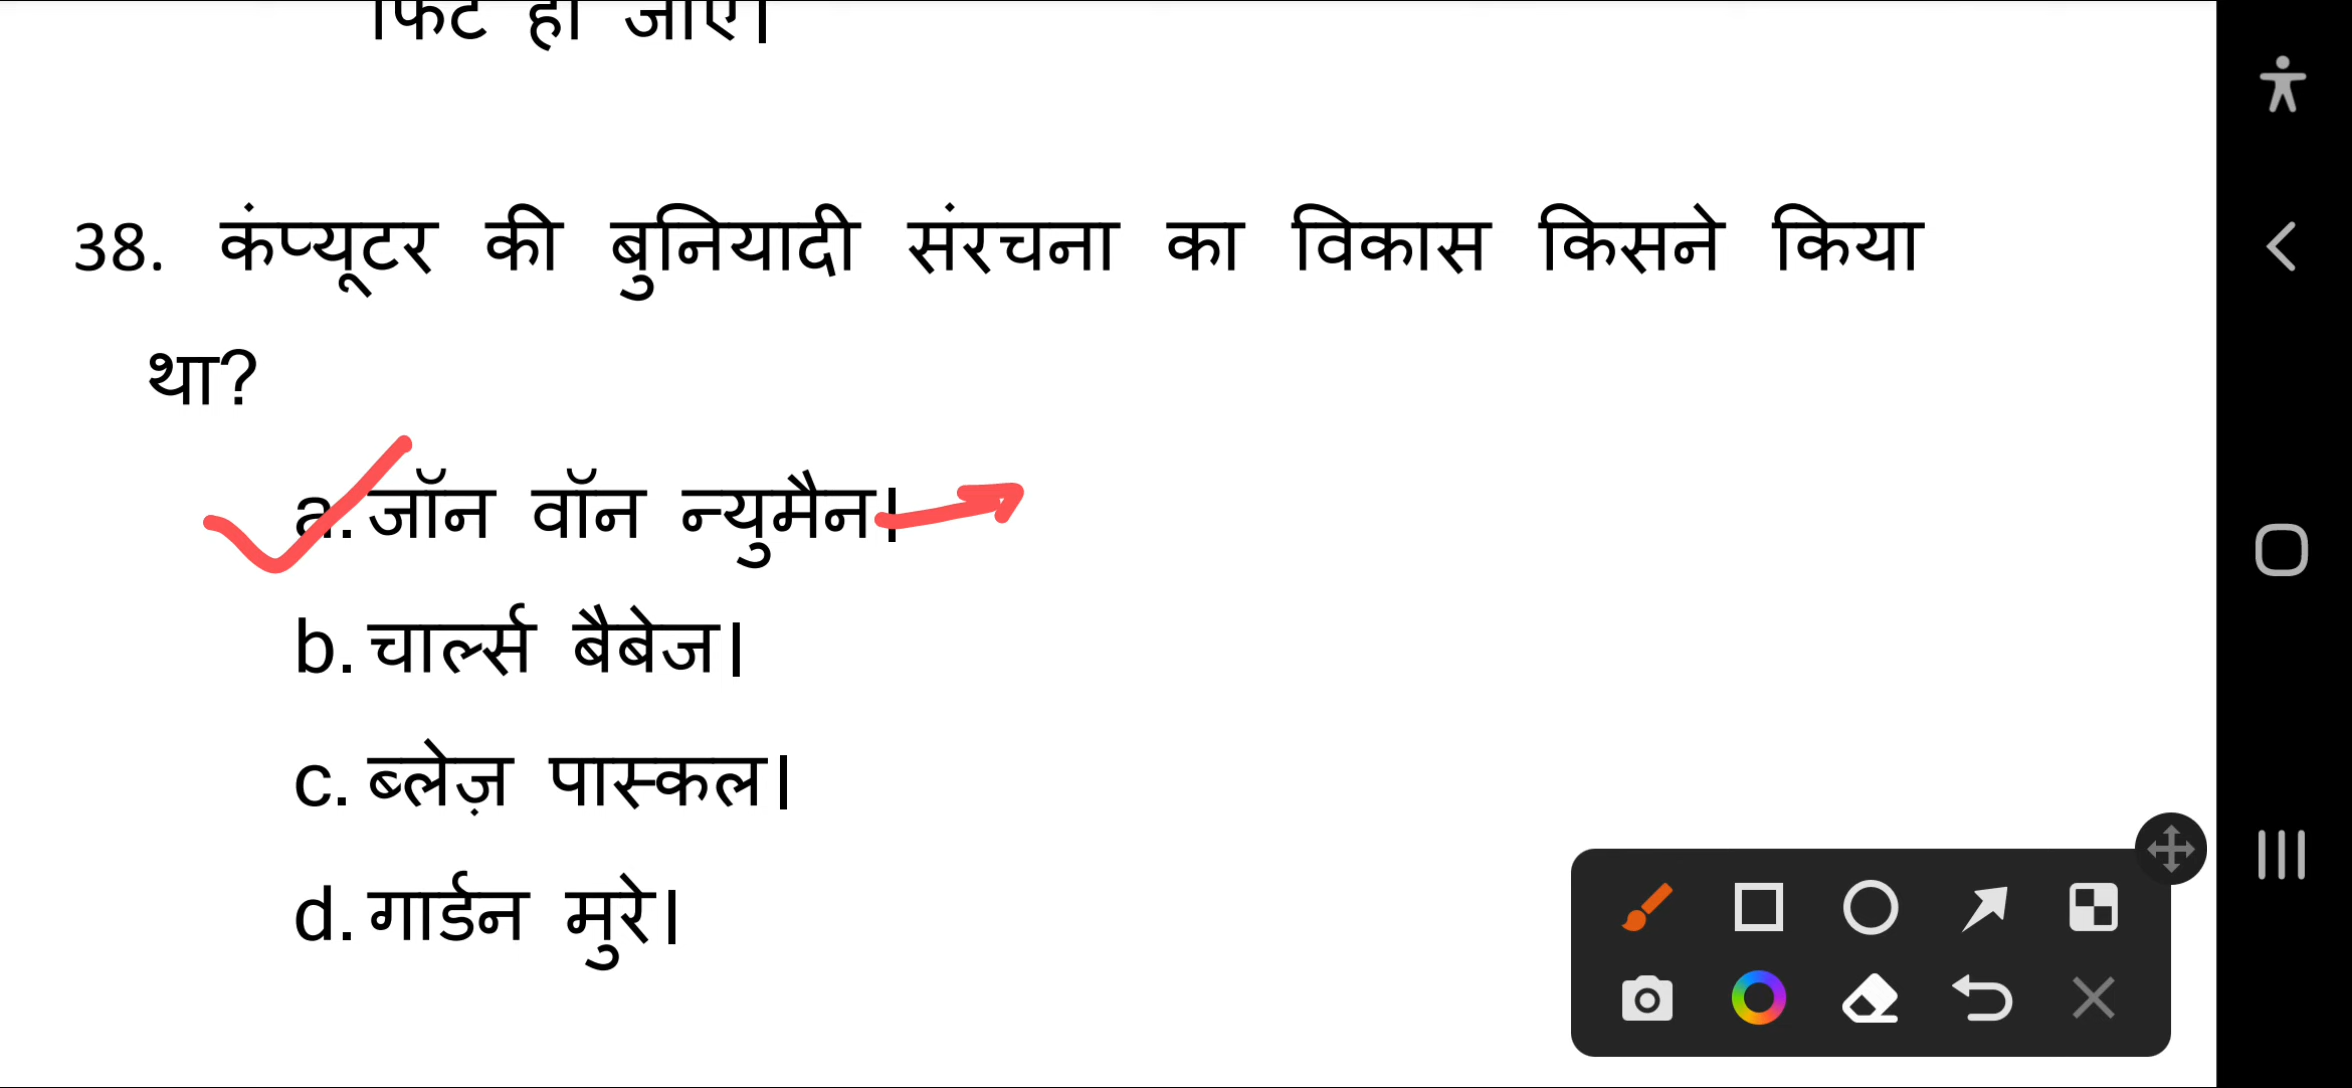 फिट हो जाए।
38. कंप्यूटर की बुनियादी संरचना का विकास किसने किया
था?
a. जॉन वॉन न्युमैन।
b. चार्ल्स बैबेज।
c. ब्लेज़ पास्कल।
d. गार्डन मुरे।